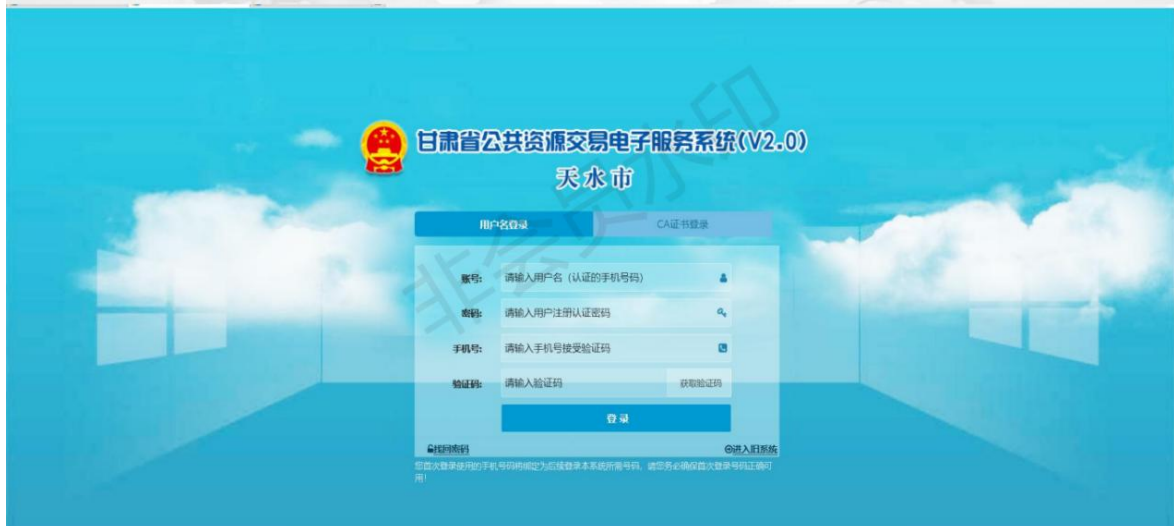 甘肃省公共资源交易电子服务系统(V2.0)
天水市
用户名登录
CA证书登录
账号:
请输入用户名（认证的手机号码）
密码:
请输入用户注册认证密码
手机号:
请输入手机号接受验证码
验证码:
请输入验证码
获取验证码
登录
找回密码
进入旧系统
您首次登录使用的手机号码将绑定为后续登录本系统所需号码，请您务必确保首次登录号码正确可
用！
非会员水印